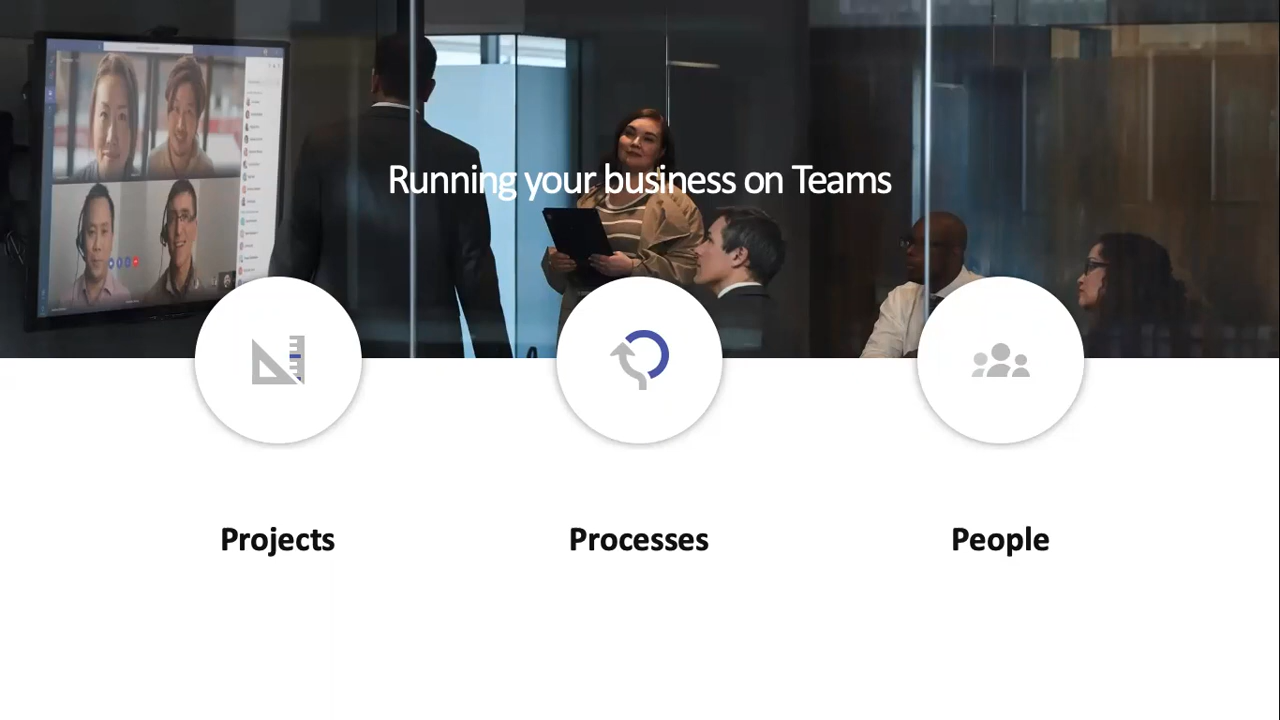 Running your business on Teams
Projects
Processes
People